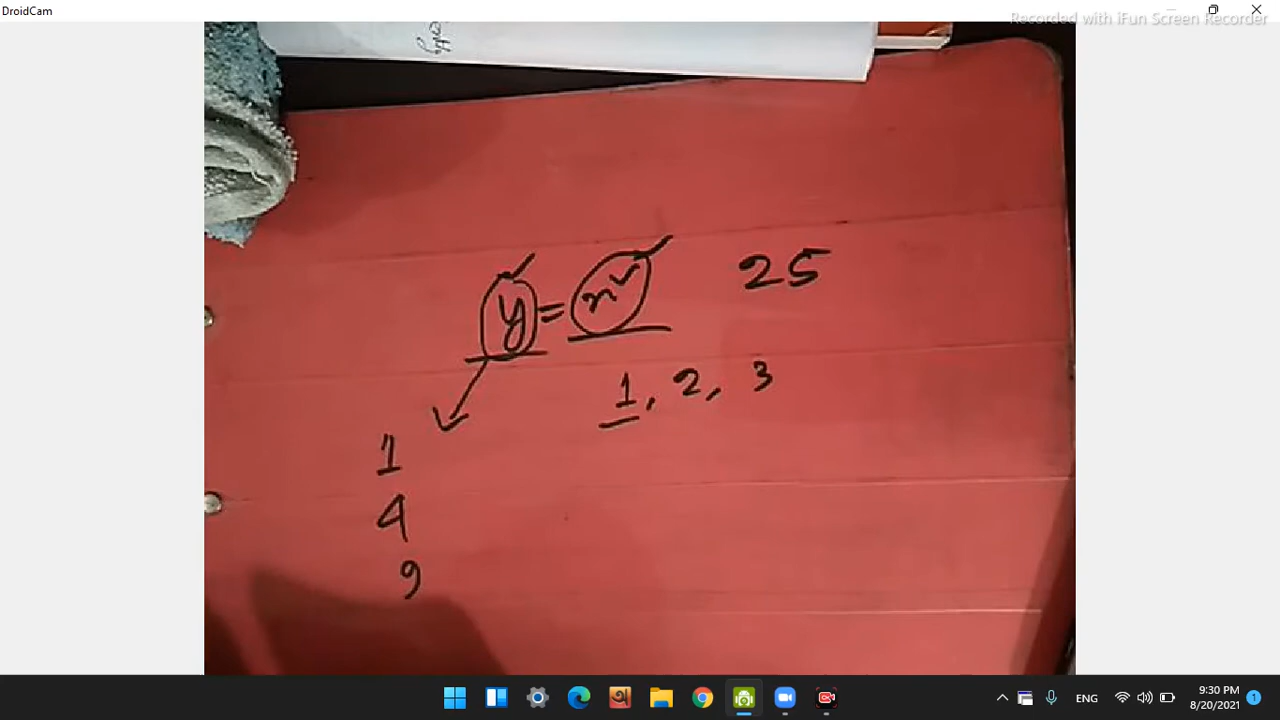 DroidCam
Recorded with iFun Screen Recorder
y = x² 25
1, 2, 3
1
4
9
ENG
9:30 PM
8/20/2021
1